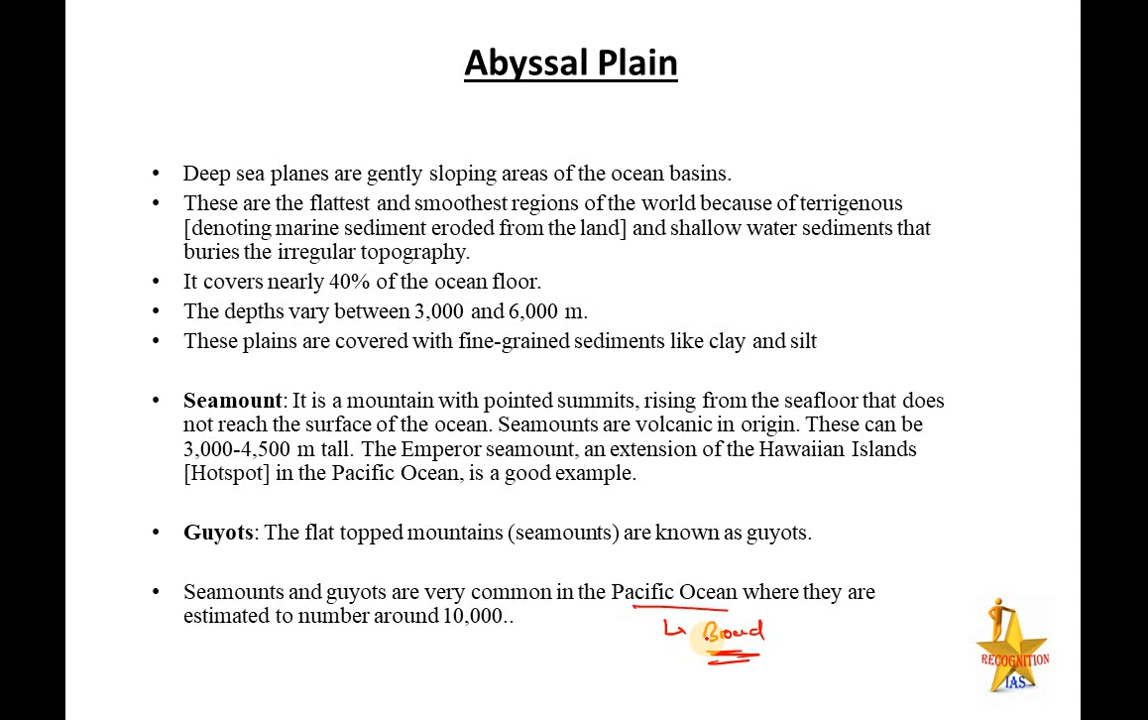 Abyssal Plain
• Deep sea planes are gently sloping areas of the ocean basins.
• These are the flattest and smoothest regions of the world because of terrigenous
[denoting marine sediment eroded from the land] and shallow water sediments that
buries the irregular topography.
• It covers nearly 40% of the ocean floor.
• The depths vary between 3,000 and 6,000 m.
• These plains are covered with fine-grained sediments like clay and silt
• Seamount: It is a mountain with pointed summits, rising from the seafloor that does
not reach the surface of the ocean. Seamounts are volcanic in origin. These can be
3,000-4,500 m tall. The Emperor seamount, an extension of the Hawaiian Islands
[Hotspot] in the Pacific Ocean, is a good example.
• Guyots: The flat topped mountains (seamounts) are known as guyots.
• Seamounts and guyots are very common in the Pacific Ocean where they are
estimated to number around 10,000..
↳ Broad
RECOGNITION
IAS